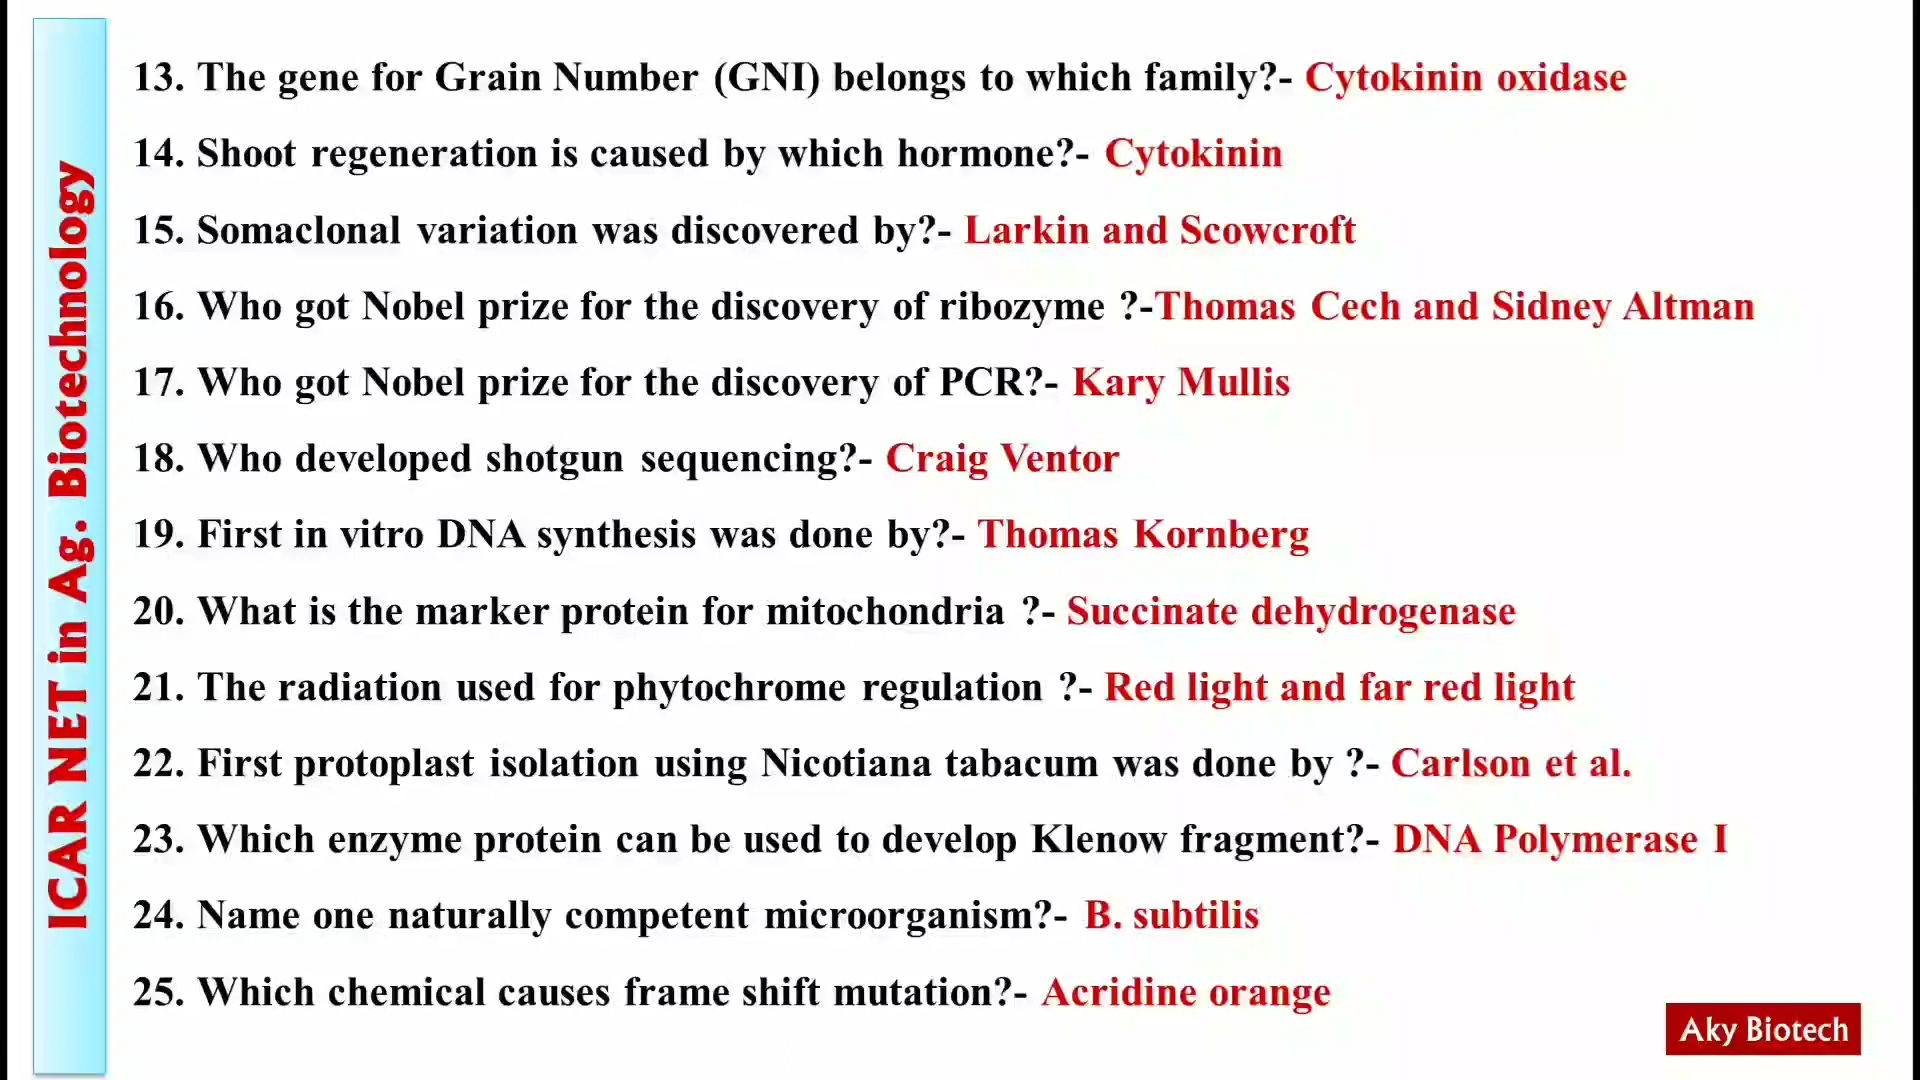 ICAR NET in Ag. Biotechnology
13. The gene for Grain Number (GNI) belongs to which family?- Cytokinin oxidase
14. Shoot regeneration is caused by which hormone?- Cytokinin
15. Somaclonal variation was discovered by?- Larkin and Scowcroft
16. Who got Nobel prize for the discovery of ribozyme ?-Thomas Cech and Sidney Altman
17. Who got Nobel prize for the discovery of PCR?- Kary Mullis
18. Who developed shotgun sequencing?- Craig Ventor
19. First in vitro DNA synthesis was done by?- Thomas Kornberg
20. What is the marker protein for mitochondria ?- Succinate dehydrogenase
21. The radiation used for phytochrome regulation ?- Red light and far red light
22. First protoplast isolation using Nicotiana tabacum was done by ?- Carlson et al.
23. Which enzyme protein can be used to develop Klenow fragment?- DNA Polymerase I
24. Name one naturally competent microorganism?- B. subtilis
25. Which chemical causes frame shift mutation?- Acridine orange
Aky Biotech